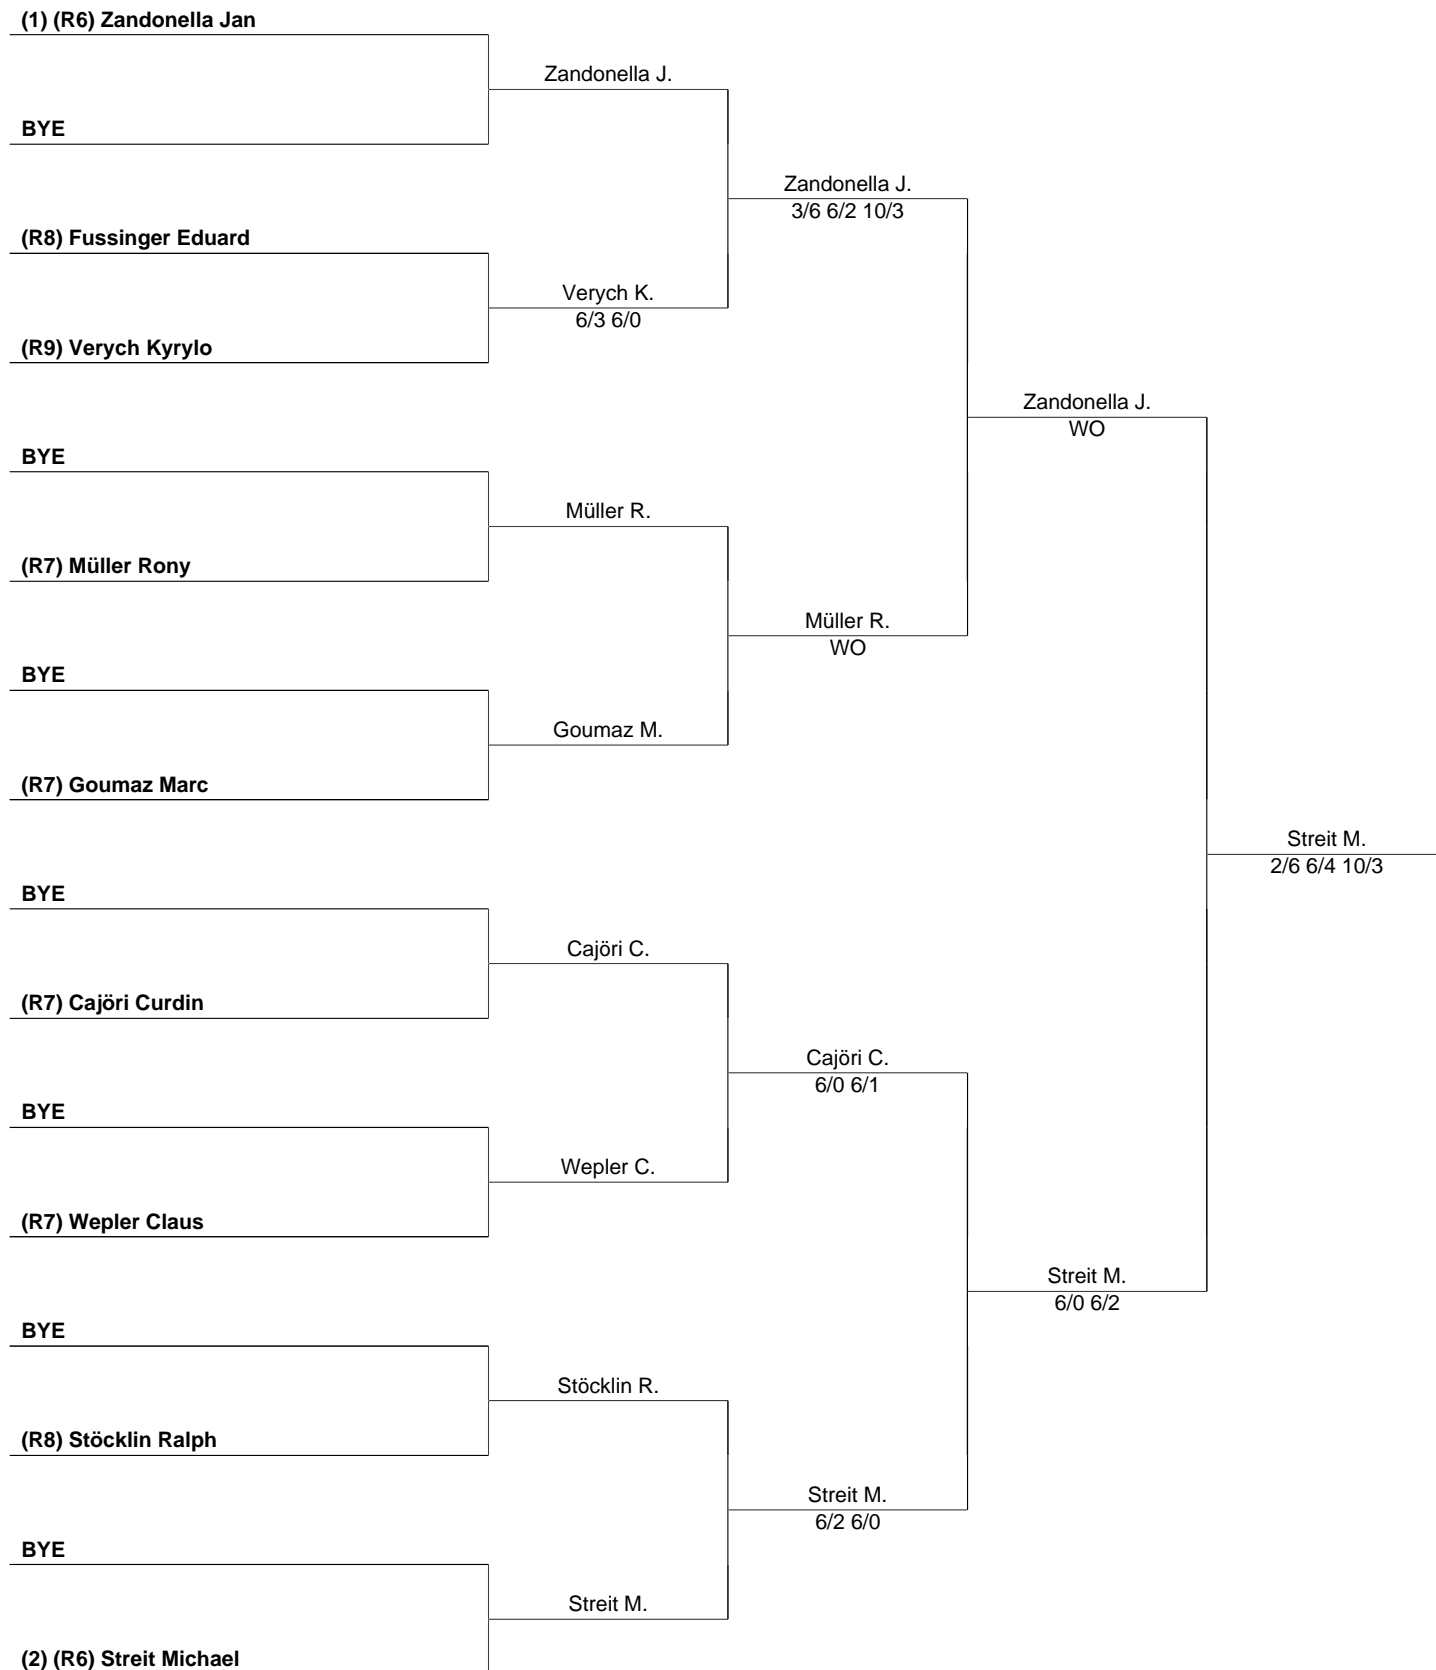 (1) (R6) Zandonella Jan
Zandonella J.
BYE
Zandonella J.
3/6 6/2 10/3
(R8) Fussinger Eduard
Verych K.
6/3 6/0
(R9) Verych Kyrylo
Zandonella J.
WO
BYE
Müller R.
(R7) Müller Rony
Müller R.
WO
BYE
Goumaz M.
(R7) Goumaz Marc
Streit M.
2/6 6/4 10/3
BYE
Cajöri C.
(R7) Cajöri Curdin
Cajöri C.
6/0 6/1
BYE
Wepler C.
(R7) Wepler Claus
Streit M.
6/0 6/2
BYE
Stöcklin R.
(R8) Stöcklin Ralph
Streit M.
6/2 6/0
BYE
Streit M.
(2) (R6) Streit Michael